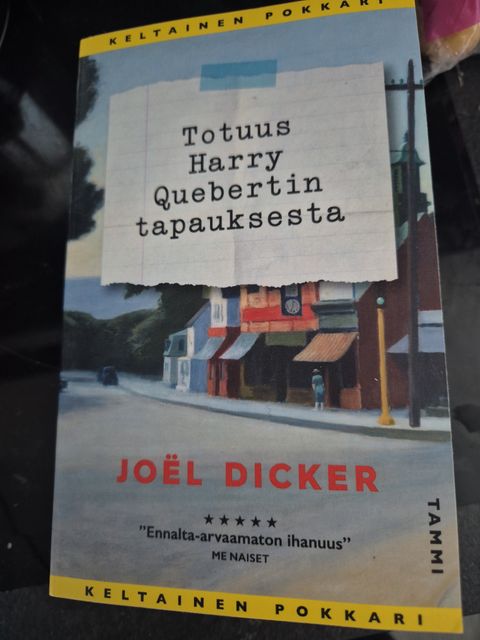 KELTAINEN POKKARI
Totuus
Harry
Quebertin
tapauksesta
JOËL DICKER
★★★★★
"Ennalta-arvaamaton ihanuus"
ME NAISET
TAMMI
KELTAINEN POKKARI